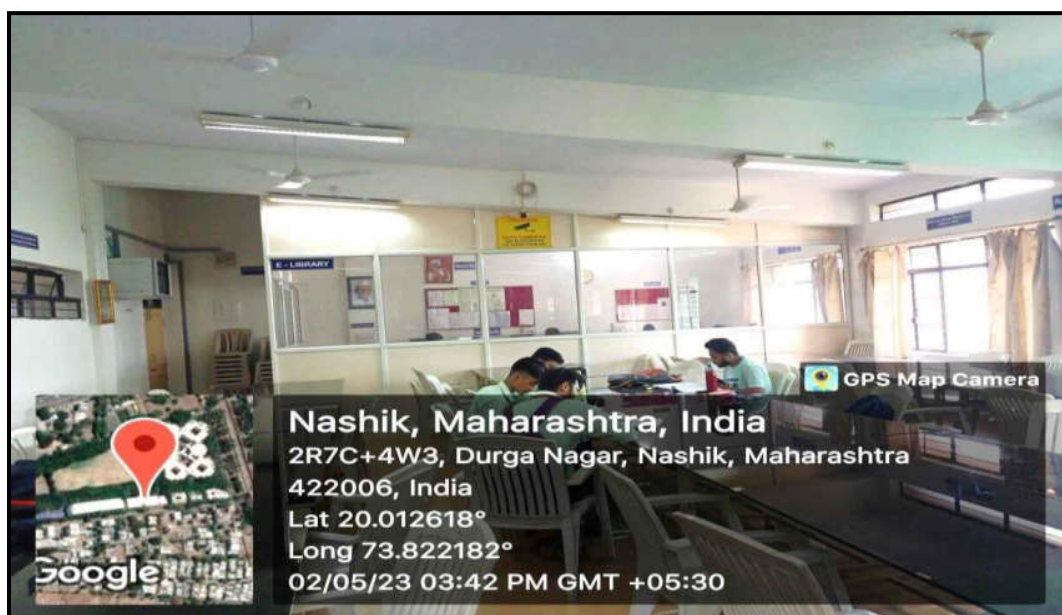 E - LIBRARY
GPS Map Camera
Nashik, Maharashtra, India
2R7C+4W3, Durga Nagar, Nashik, Maharashtra
422006, India
Lat 20.012618°
Long 73.822182°
02/05/23 03:42 PM GMT +05:30
Google